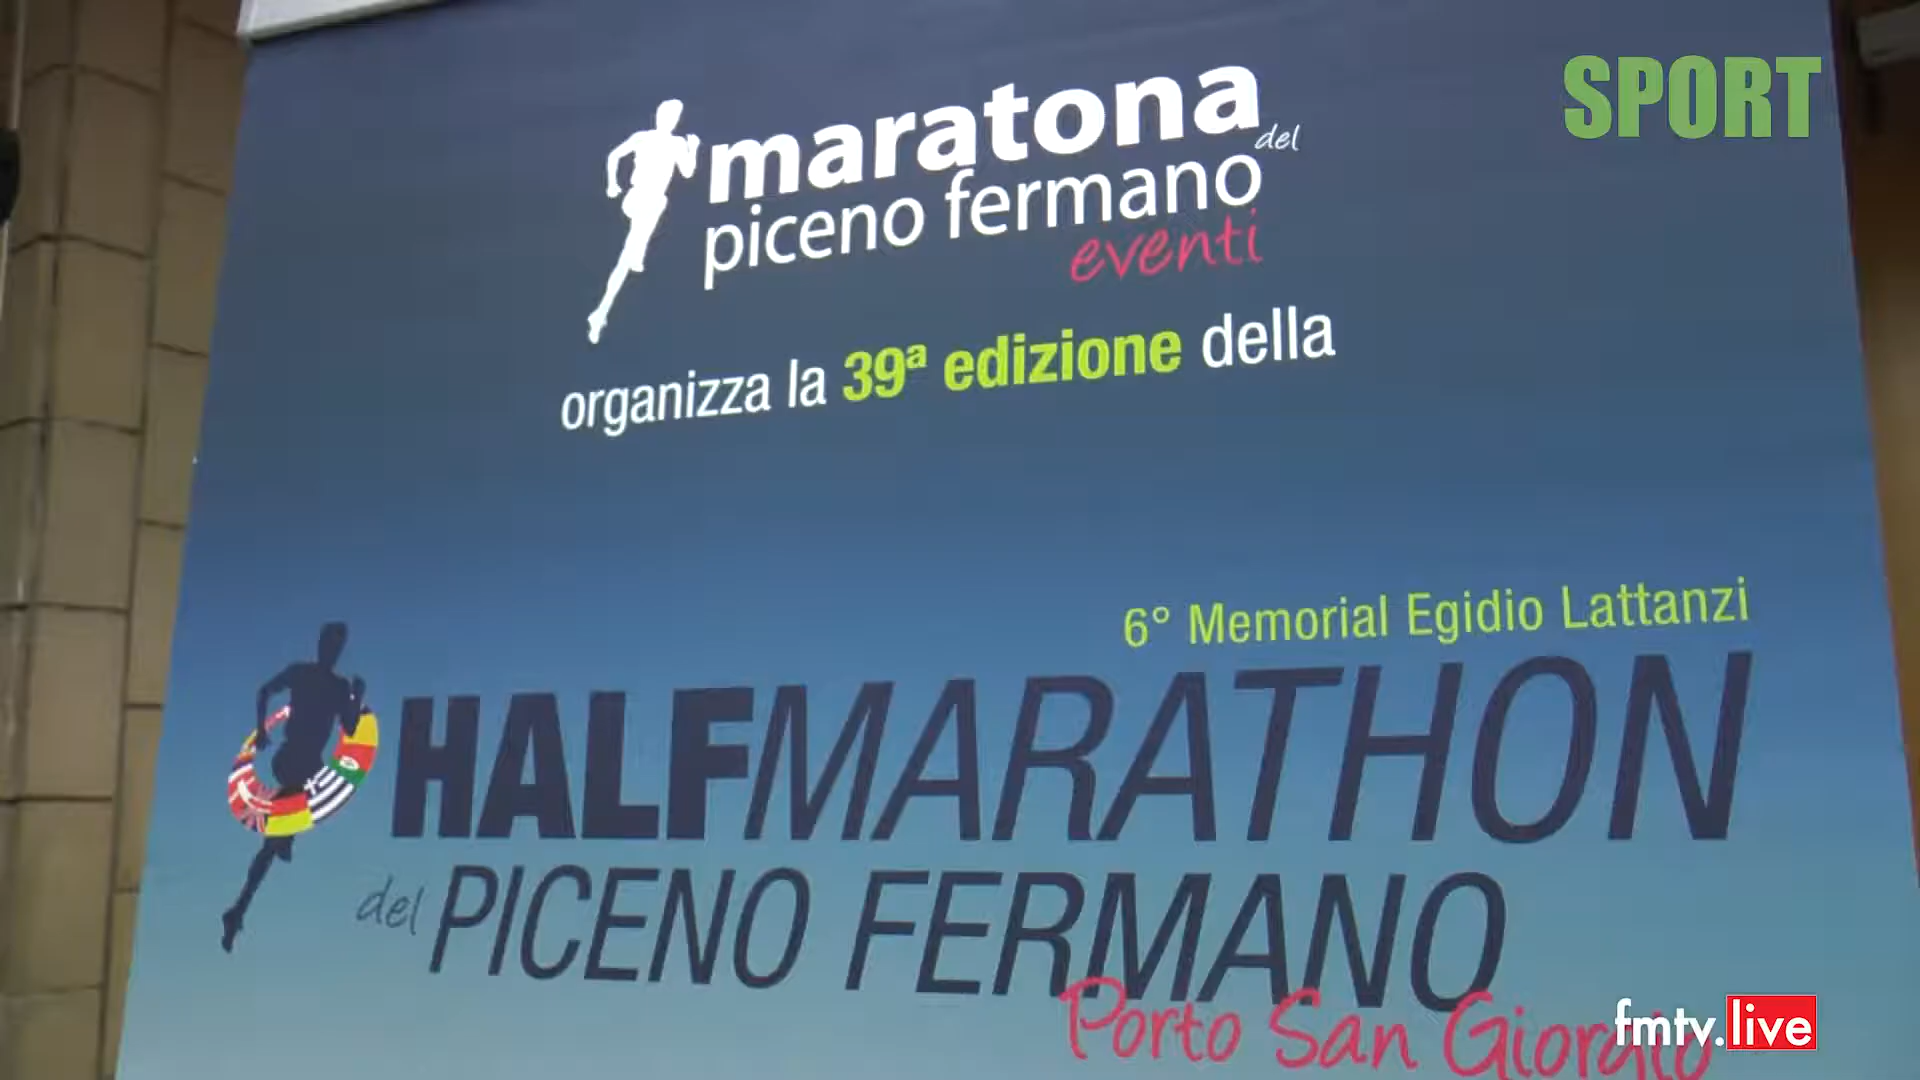 SPORT
maratona
del
piceno fermano
eventi
organizza la 39ª edizione della
6° Memorial Egidio Lattanzi
HALFMARATHON
del PICENO FERMANO
Porto San Giorgio
fmtv.live